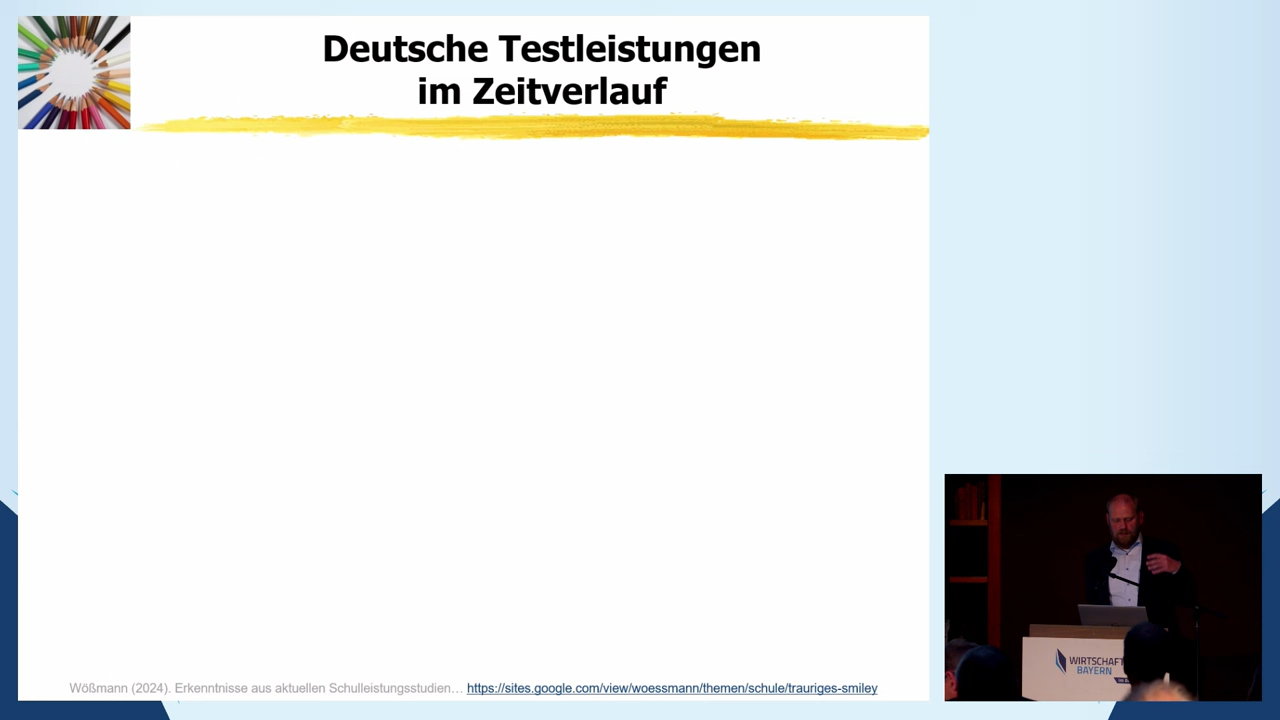 Deutsche Testleistungen
im Zeitverlauf
Wößmann (2024). Erkenntnisse aus aktuellen Schulleistungsstudien… https://sites.google.com/view/woessmann/themen/schule/trauriges-smiley
WIRTSCHAFT
BAYERN